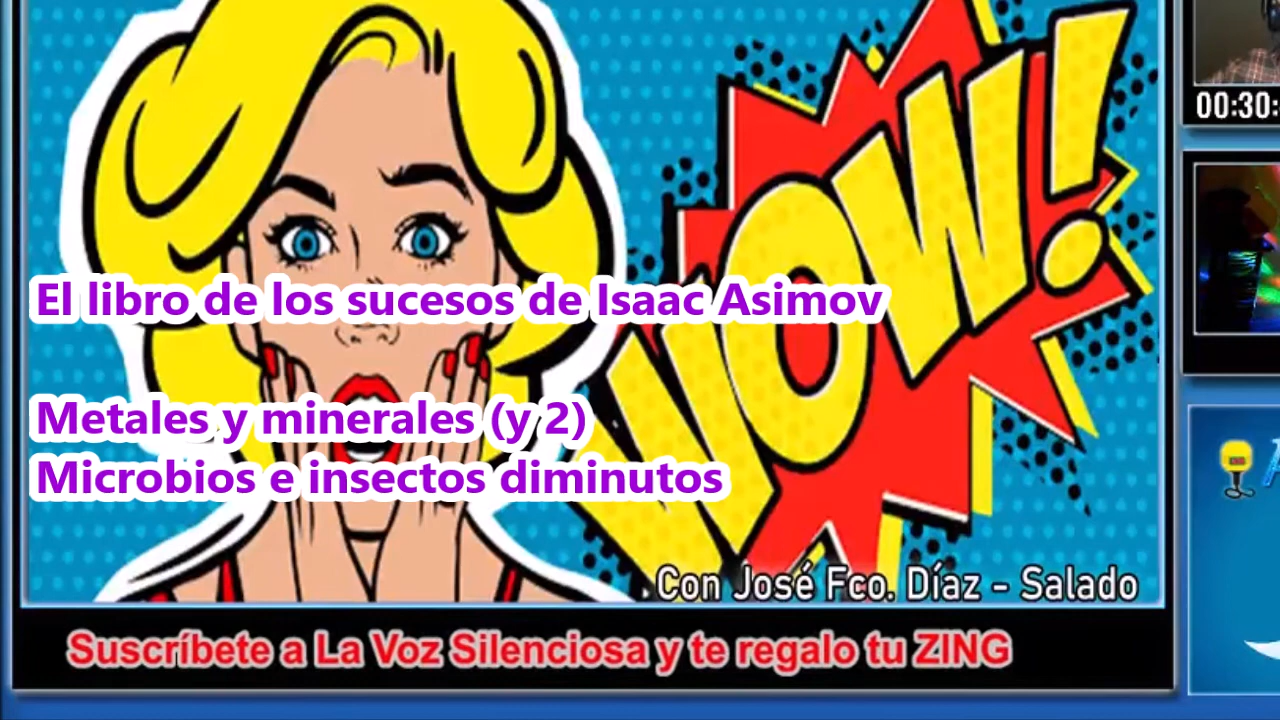 WOW!
00:30:
El libro de los sucesos de Isaac Asimov
Metales y minerales (y 2)
Microbios e insectos diminutos
Con José Fco. Díaz - Salado
Suscríbete a La Voz Silenciosa y te regalo tu ZING